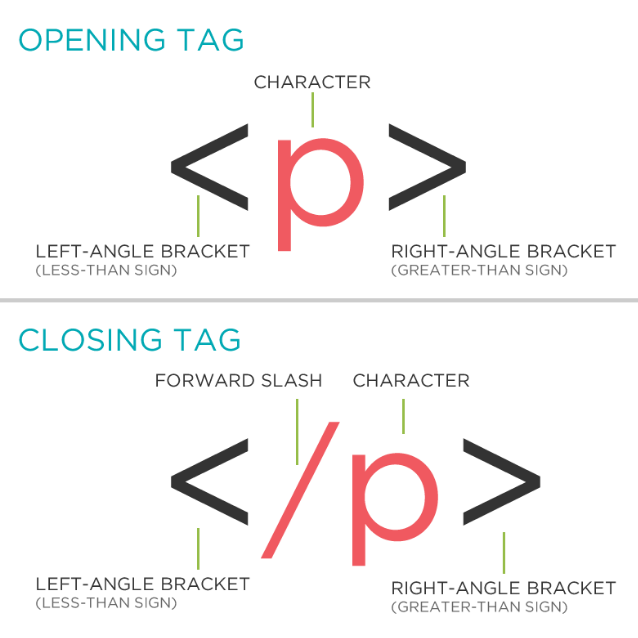 OPENING TAG
CHARACTER
<p>
LEFT-ANGLE BRACKET
(LESS-THAN SIGN)
RIGHT-ANGLE BRACKET
(GREATER-THAN SIGN)
CLOSING TAG
FORWARD SLASH
CHARACTER
</p>
LEFT-ANGLE BRACKET
(LESS-THAN SIGN)
RIGHT-ANGLE BRACKET
(GREATER-THAN SIGN)